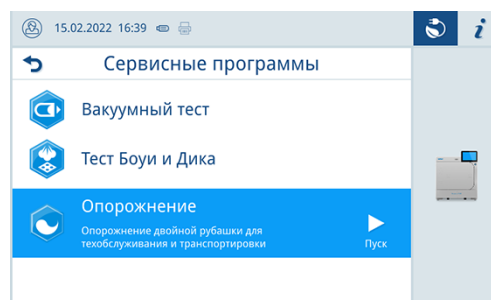 15.02.2022 16:39
i
Сервисные программы
Вакуумный тест
Тест Боуи и Дика
Опорожнение
Опорожнение двойной рубашки для
техобслуживания и транспортировки
Пуск